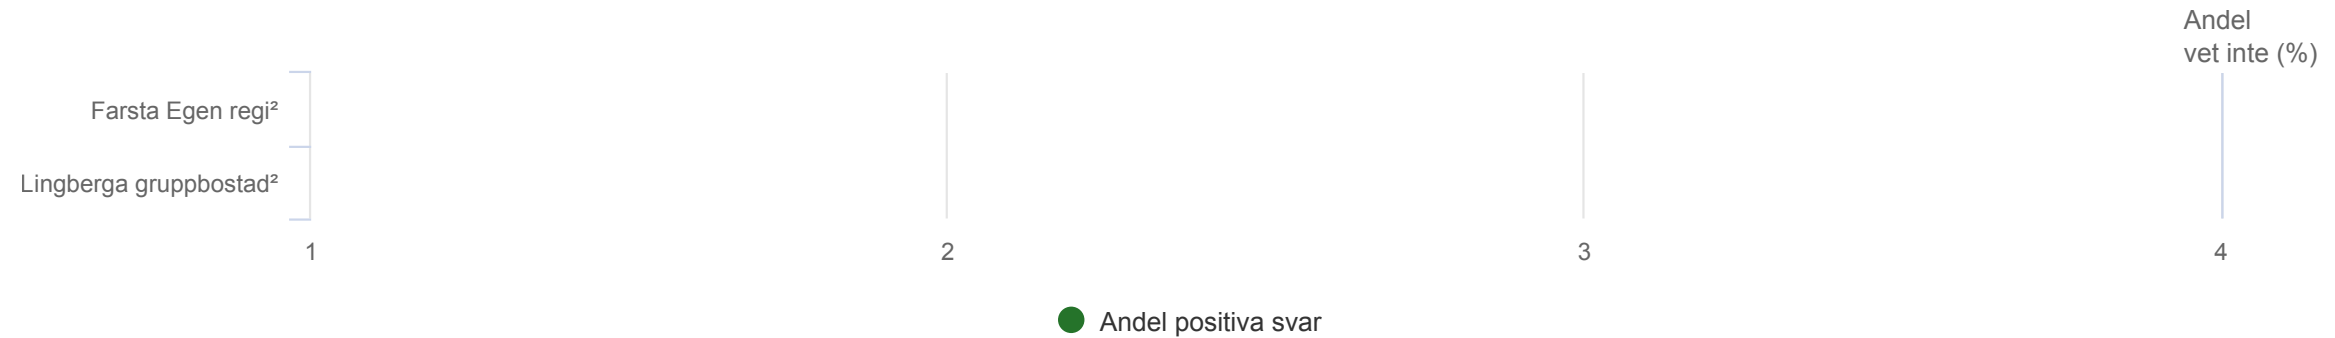 Andel
vet inte (%)
Farsta Egen regi²
Lingberga gruppbostad²
1 2 3 4
Andel positiva svar